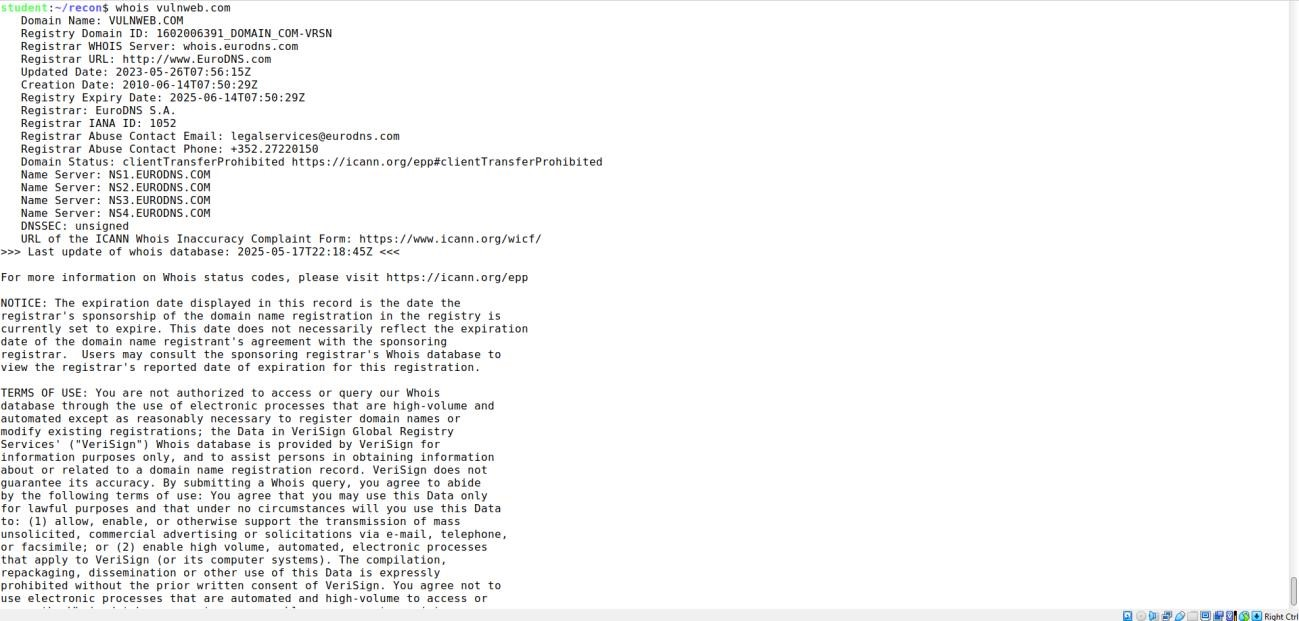 student:~/recon$ whois vulnweb.com
Domain Name: VULNWEB.COM
Registry Domain ID: 1602006391_DOMAIN_COM-VRSN
Registrar WHOIS Server: whois.eurodns.com
Registrar URL: http://www.EuroDNS.com
Updated Date: 2023-05-26T07:56:15Z
Creation Date: 2010-06-14T07:50:29Z
Registry Expiry Date: 2025-06-14T07:50:29Z
Registrar: EuroDNS S.A.
Registrar IANA ID: 1052
Registrar Abuse Contact Email: legalservices@eurodns.com
Registrar Abuse Contact Phone: +352.27220150
Domain Status: clientTransferProhibited https://icann.org/epp#clientTransferProhibited
Name Server: NS1.EURODNS.COM
Name Server: NS2.EURODNS.COM
Name Server: NS3.EURODNS.COM
Name Server: NS4.EURODNS.COM
DNSSEC: unsigned
URL of the ICANN Whois Inaccuracy Complaint Form: https://www.icann.org/wicf/
>>> Last update of whois database: 2025-05-17T22:18:45Z <<<
For more information on Whois status codes, please visit https://icann.org/epp
NOTICE: The expiration date displayed in this record is the date the
registrar's sponsorship of the domain name registration in the registry is
currently set to expire. This date does not necessarily reflect the expiration
date of the domain name registrant's agreement with the sponsoring
registrar.  Users may consult the sponsoring registrar's Whois database to
view the registrar's reported date of expiration for this registration.
TERMS OF USE: You are not authorized to access or query our Whois
database through the use of electronic processes that are high-volume and
automated except as reasonably necessary to register domain names or
modify existing registrations; the Data in VeriSign Global Registry
Services' ("VeriSign") Whois database is provided by VeriSign for
information purposes only, and to assist persons in obtaining information
about or related to a domain name registration record. VeriSign does not
guarantee its accuracy. By submitting a Whois query, you agree to abide
by the following terms of use: You agree that you may use this Data only
for lawful purposes and that under no circumstances will you use this Data
to: (1) allow, enable, or otherwise support the transmission of mass
unsolicited, commercial advertising or solicitations via e-mail, telephone,
or facsimile; or (2) enable high volume, automated, electronic processes
that apply to VeriSign (or its computer systems). The compilation,
repackaging, dissemination or other use of this Data is expressly
prohibited without the prior written consent of VeriSign. You agree not to
use electronic processes that are automated and high-volume to access or
Right Ctrl